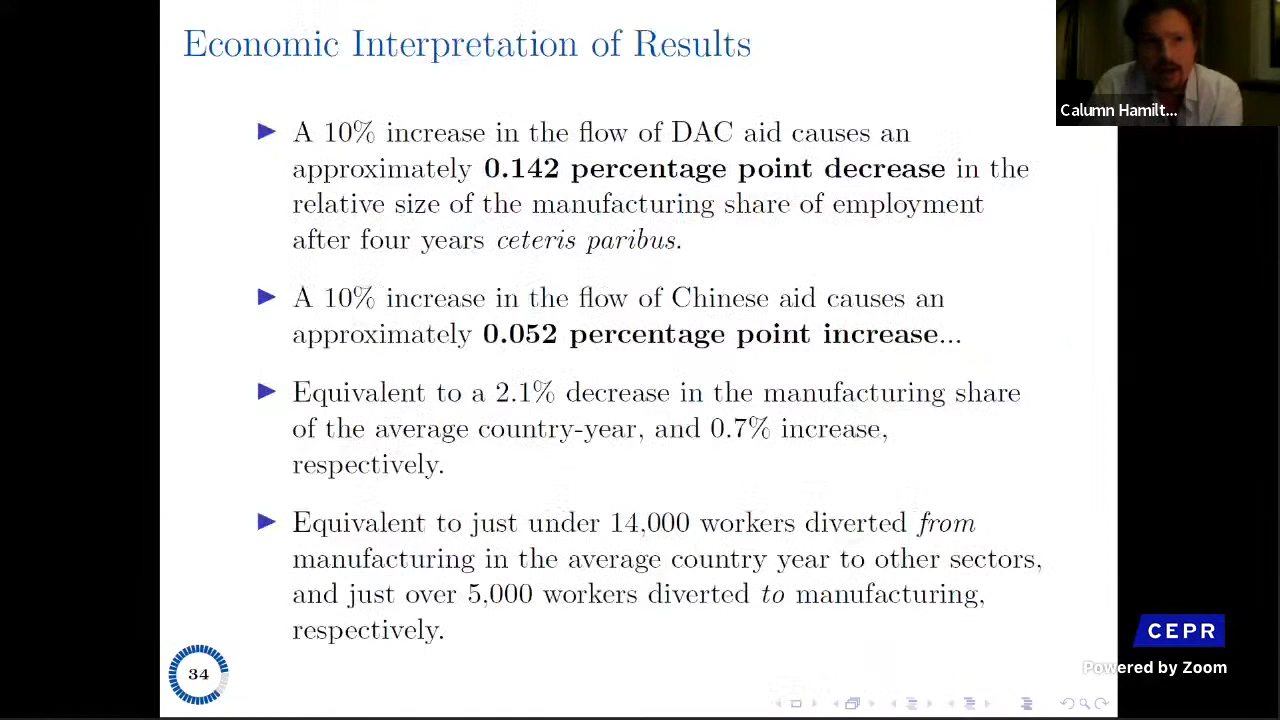 Economic Interpretation of Results
Calumn Hamilt...
▶ A 10% increase in the flow of DAC aid causes an
approximately 0.142 percentage point decrease in the
relative size of the manufacturing share of employment
after four years ceteris paribus.
▶ A 10% increase in the flow of Chinese aid causes an
approximately 0.052 percentage point increase...
▶ Equivalent to a 2.1% decrease in the manufacturing share
of the average country-year, and 0.7% increase,
respectively.
▶ Equivalent to just under 14,000 workers diverted from
manufacturing in the average country year to other sectors,
and just over 5,000 workers diverted to manufacturing,
respectively.
34
CEPR
Powered by Zoom